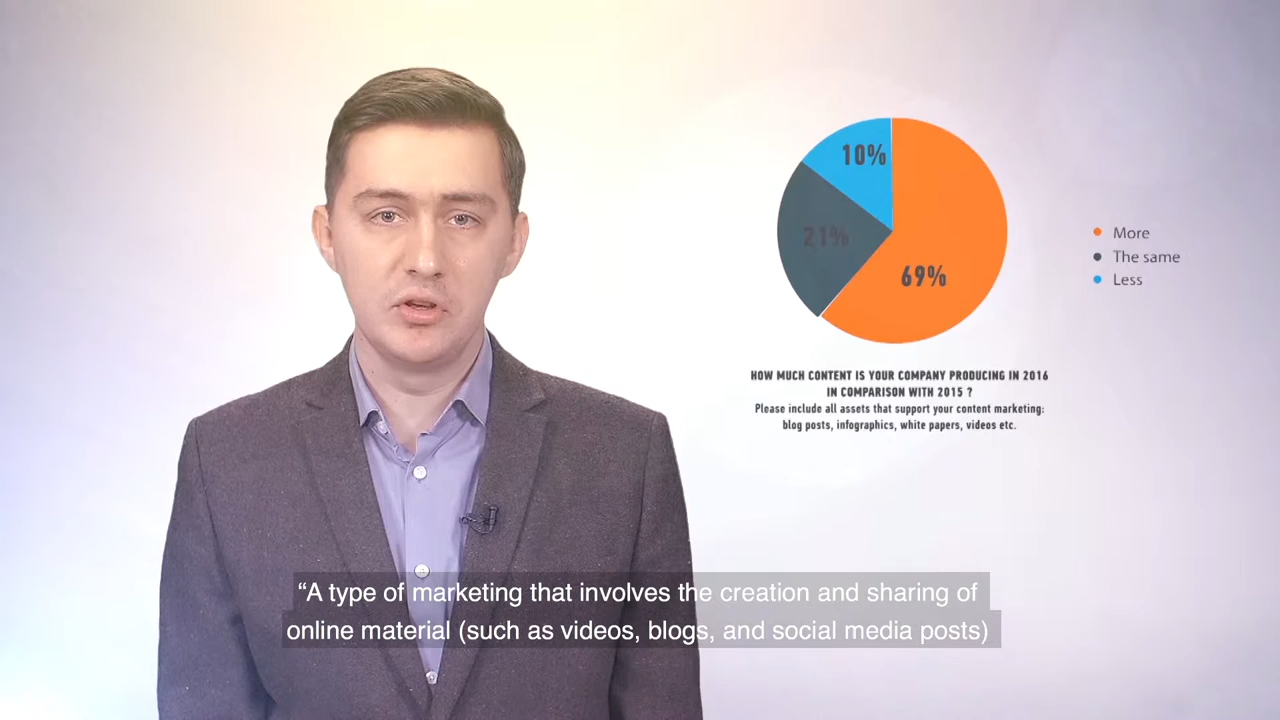 10%
21%
69%
More
The same
Less
HOW MUCH CONTENT IS YOUR COMPANY PRODUCING IN 2016
IN COMPARISON WITH 2015 ?
Please include all assets that support your content marketing:
blog posts, infographics, white papers, videos etc.
“A type of marketing that involves the creation and sharing of
online material (such as videos, blogs, and social media posts)